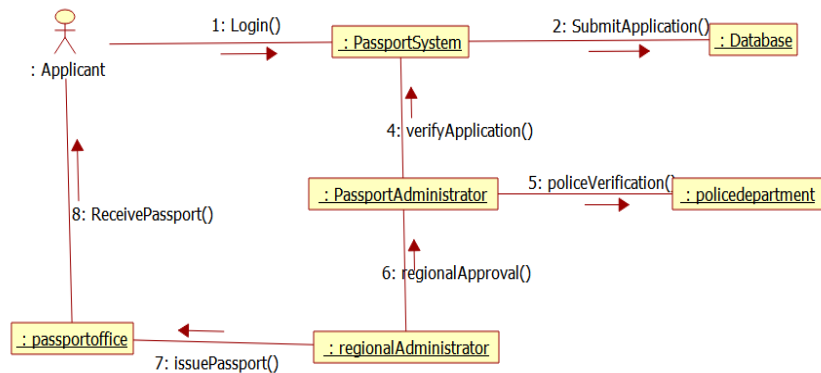 1: Login()
2: SubmitApplication()
: PassportSystem
: Database
: Applicant
4: verifyApplication()
5: policeVerification()
: PassportAdministrator
: policedepartment
8: ReceivePassport()
6: regionalApproval()
: passportoffice
: regionalAdministrator
7: issuePassport()